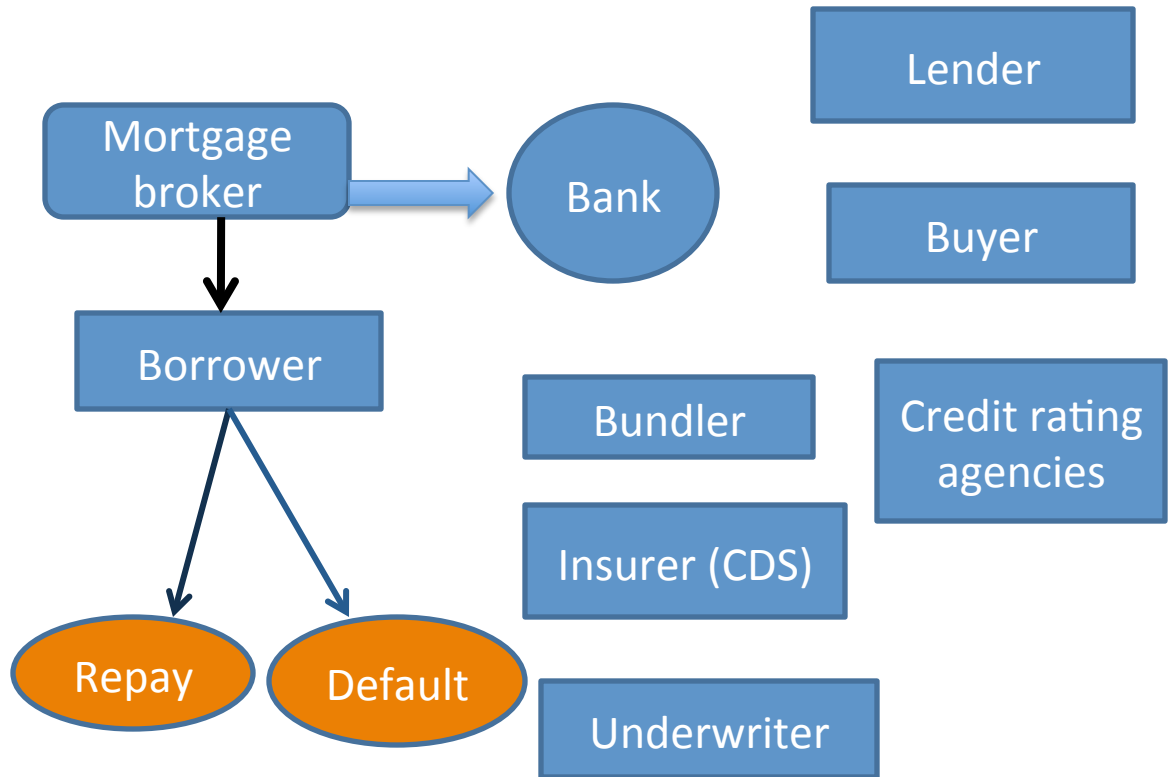 Lender
Mortgage
broker
Bank
Buyer
Borrower
Bundler
Credit rating
agencies
Insurer (CDS)
Repay
Default
Underwriter